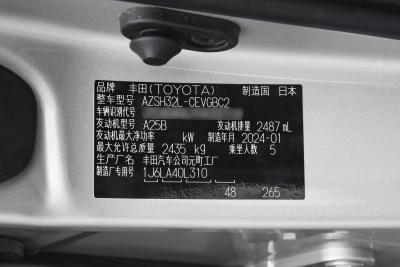 品牌 丰田(TOYOTA) 制造国 日本
整车型号 AZSH32L-CEVGBC2
车辆识别代号
发动机型号 A25B 发动机排量 2487 mL
发动机最大净功率 kW 制造年月 2024-01
最大允许总质量 2435 kg 乘坐人数 5
生产厂名 丰田汽车公司元町工厂
制造厂专用号 1J6LA40L310
48 265